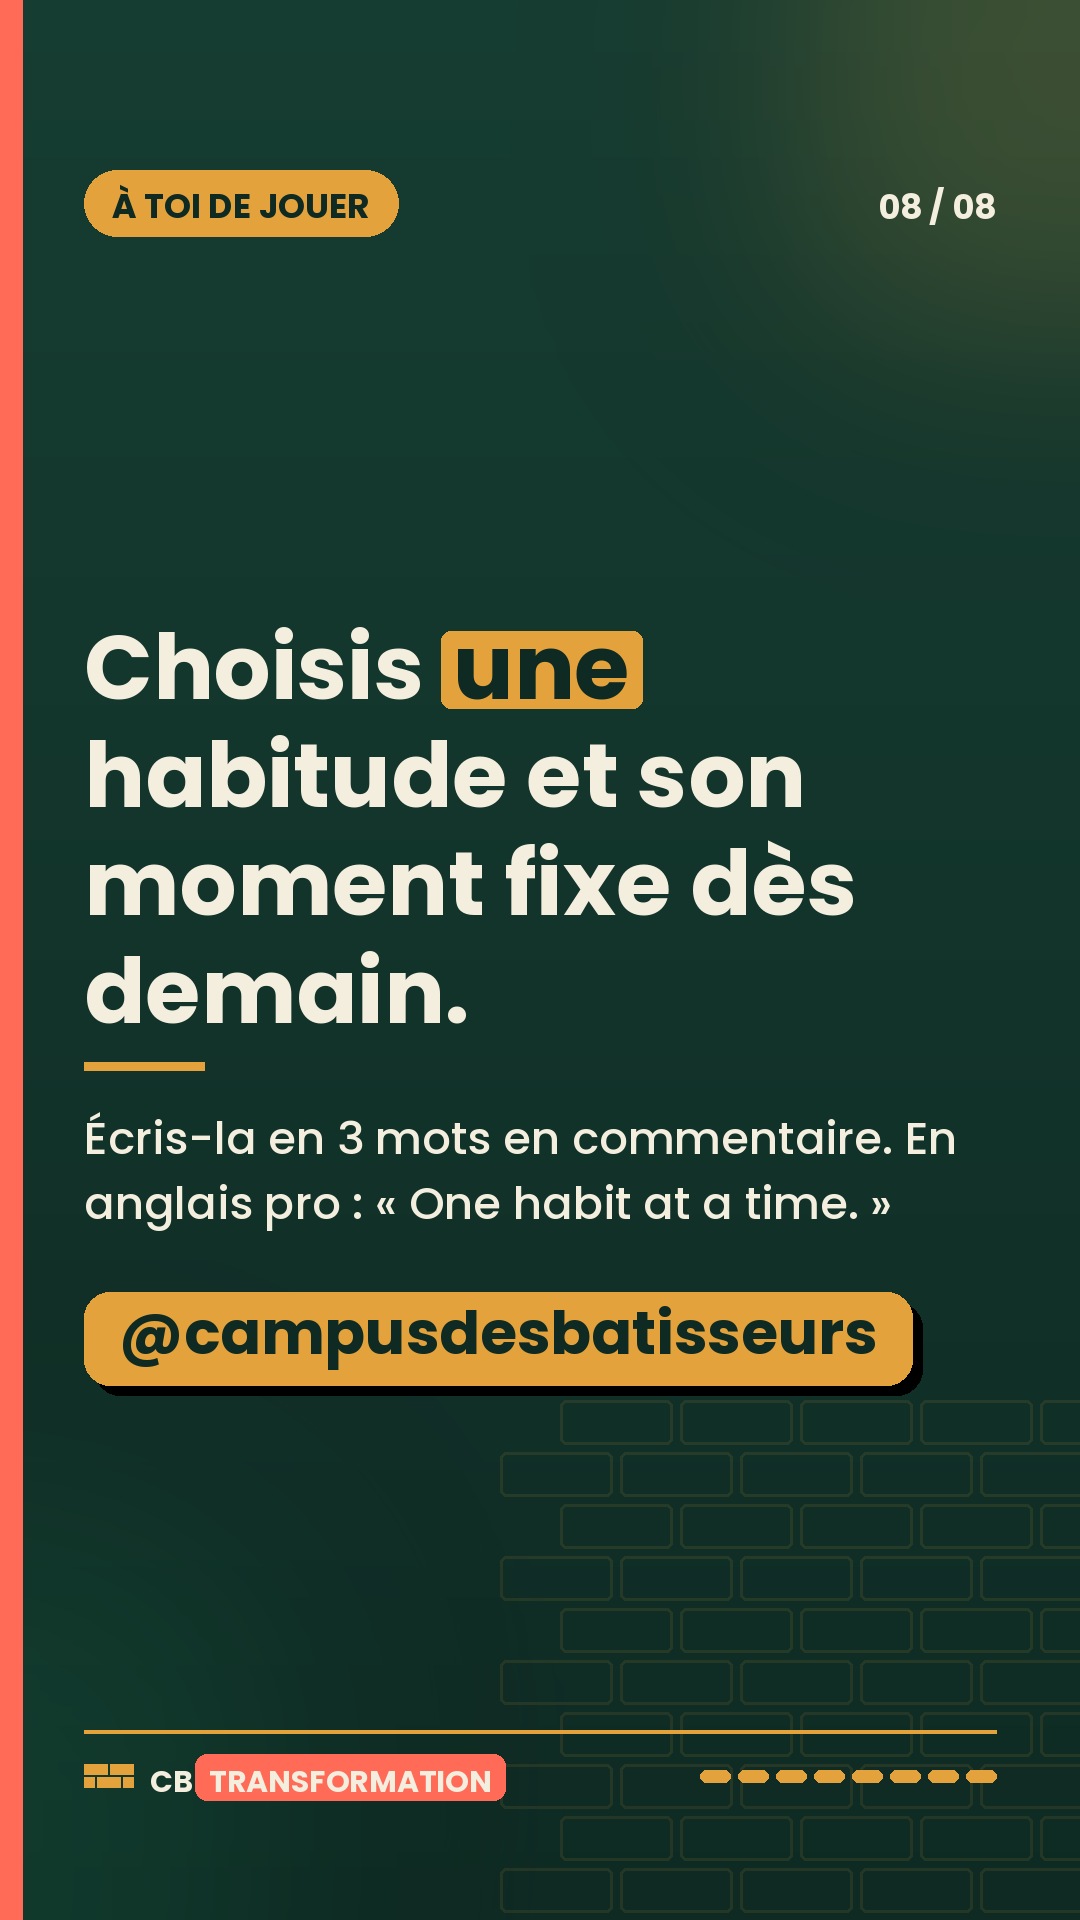 À TOI DE JOUER
08 / 08
Choisis une
habitude et son
moment fixe dès
demain.
Écris-la en 3 mots en commentaire. En
anglais pro : « One habit at a time. »
@campusdesbatisseurs
CB TRANSFORMATION